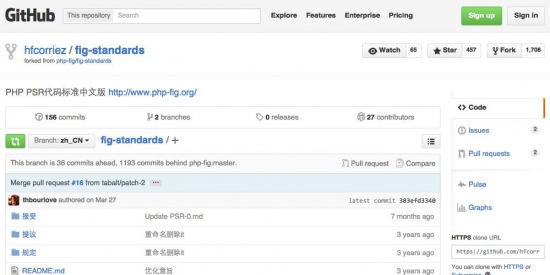 GitHub This repository Search Explore Features Enterprise Pricing Sign up Sign in
hfcorriez / fig-standards
forked from php-fig/fig-standards
Watch 65 Star 457 Fork 1,708
PHP PSR代码标准中文版 http://www.php-fig.org/
156 commits 2 branches 0 releases 27 contributors
Branch: zh_CN fig-standards / +
This branch is 36 commits ahead, 1193 commits behind php-fig:master. Pull request Compare
Merge pull request #16 from tabalt/patch-2 ...
thbourlove authored on Mar 27 latest commit 383efd3340
接受 Update PSR-0.md 7 months ago
提议 重命名删除it 3 years ago
规定 重命名删除it 3 years ago
README.md 优化意旨 3 years ago
Code
Issues 2
Pull requests 2
Pulse
Graphs
HTTPS clone URL
https://github.com/hfcorr
You can clone with HTTPS or